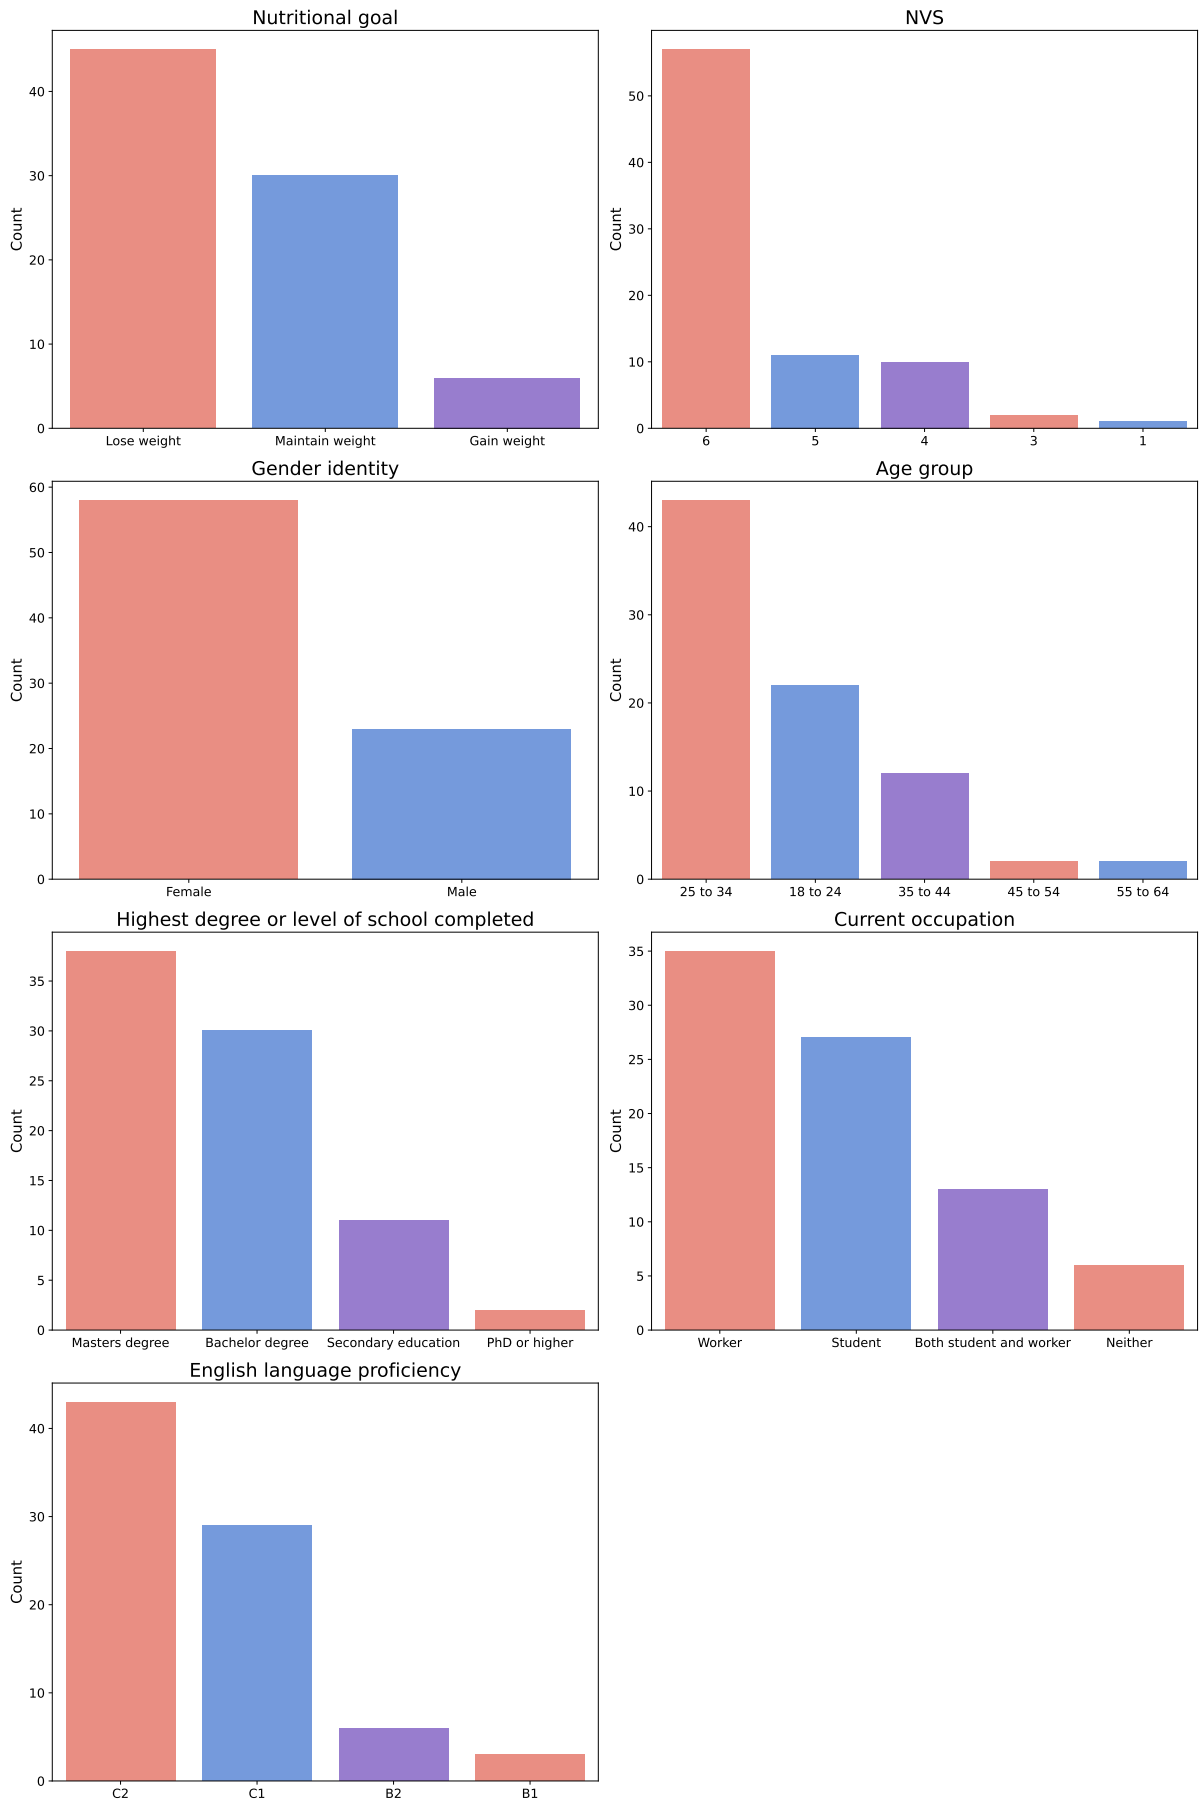 Nutritional goal
Count
40
30
20
10
0
Lose weight Maintain weight Gain weight
NVS
Count
50
40
30
20
10
0
6 5 4 3 1
Gender identity
Count
60
50
40
30
20
10
0
Female Male
Age group
Count
40
30
20
10
0
25 to 34 18 to 24 35 to 44 45 to 54 55 to 64
Highest degree or level of school completed
Count
35
30
25
20
15
10
5
0
Masters degree Bachelor degree Secondary education PhD or higher
Current occupation
Count
35
30
25
20
15
10
5
0
Worker Student Both student and worker Neither
English language proficiency
Count
40
30
20
10
0
C2 C1 B2 B1